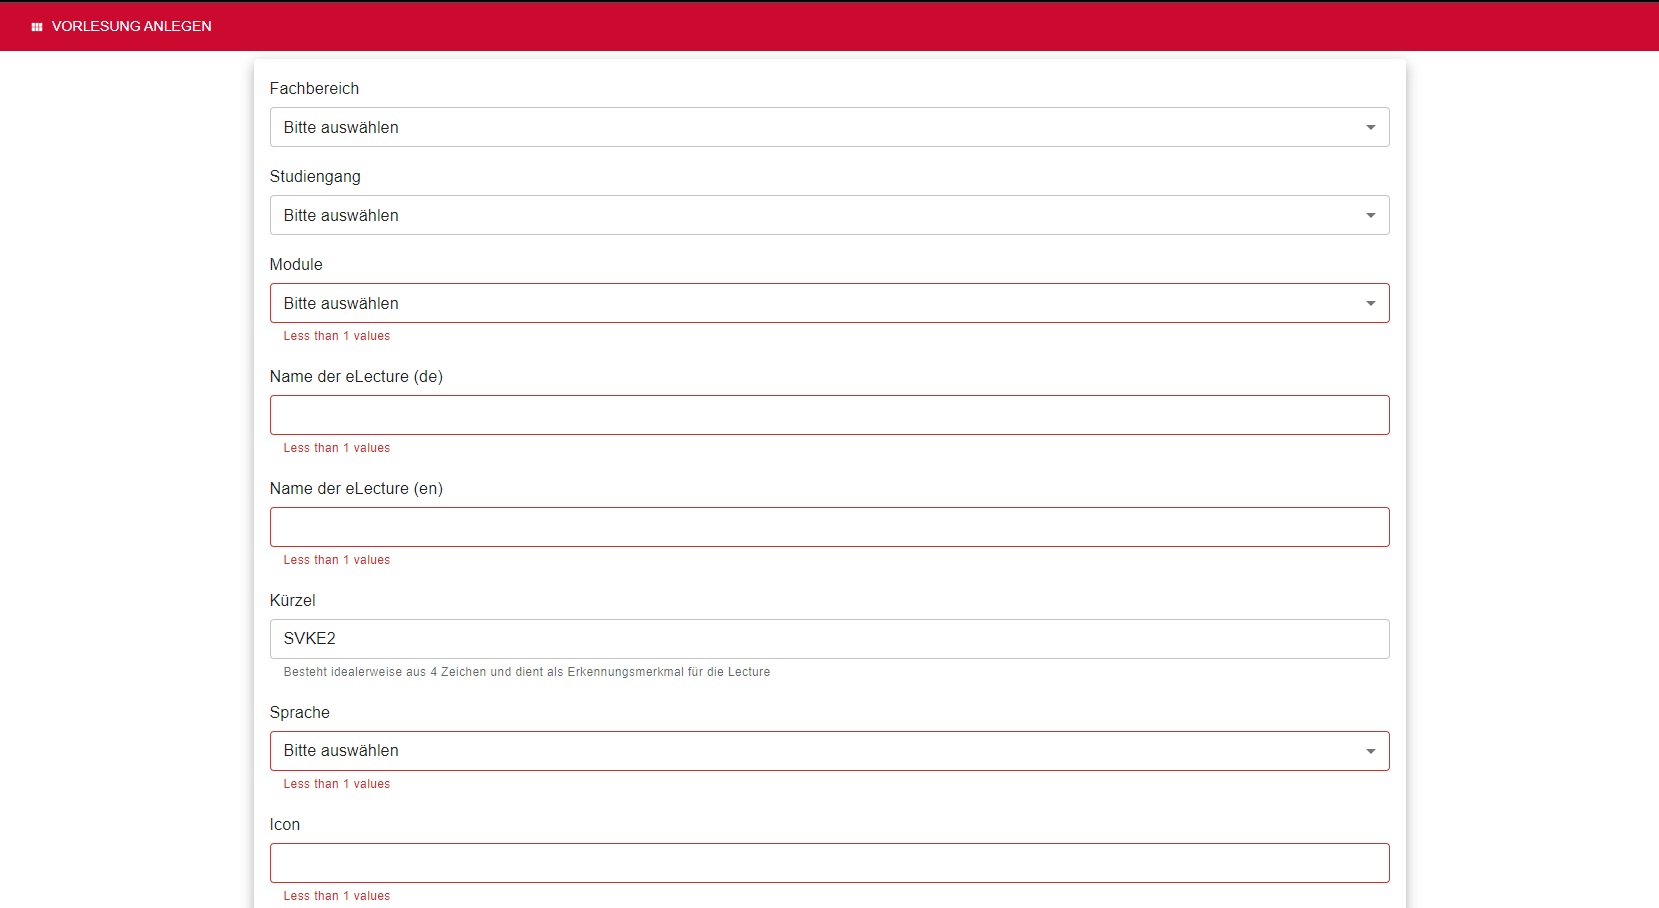 VORLESUNG ANLEGEN
Fachbereich
Bitte auswählen
Studiengang
Bitte auswählen
Module
Bitte auswählen
Less than 1 values
Name der eLecture (de)
Less than 1 values
Name der eLecture (en)
Less than 1 values
Kürzel
SVKE2
Besteht idealerweise aus 4 Zeichen und dient als Erkennungsmerkmal für die Lecture
Sprache
Bitte auswählen
Less than 1 values
Icon
Less than 1 values